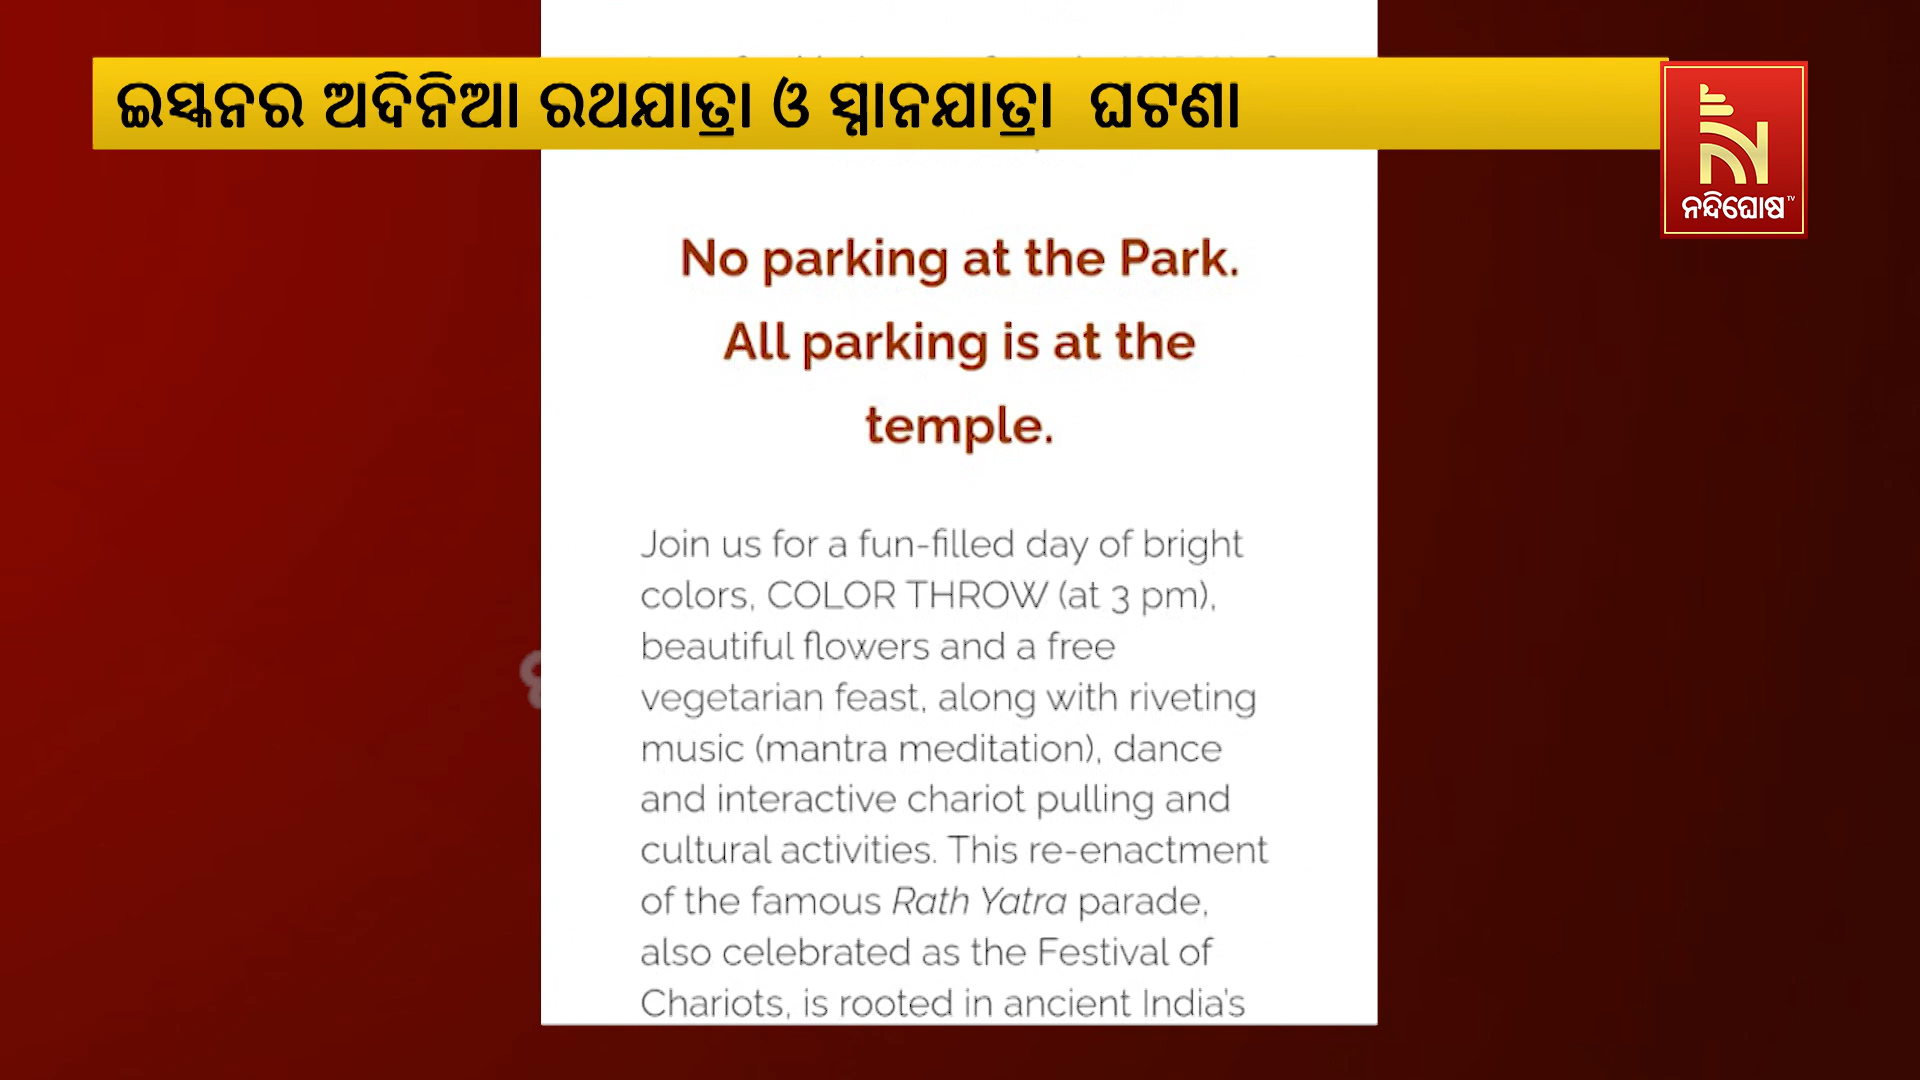 ଇସ୍କନର ଅଦିନିଆ ରଥଯାତ୍ରା ଓ ସ୍ନାନଯାତ୍ରା ଘଟଣା
ନନ୍ଦିଘୋଷ TV
No parking at the Park.
All parking is at the
temple.
Join us for a fun-filled day of bright
colors, COLOR THROW (at 3 pm),
beautiful flowers and a free
vegetarian feast, along with riveting
music (mantra meditation), dance
and interactive chariot pulling and
cultural activities. This re-enactment
of the famous Rath Yatra parade,
also celebrated as the Festival of
Chariots, is rooted in ancient India's